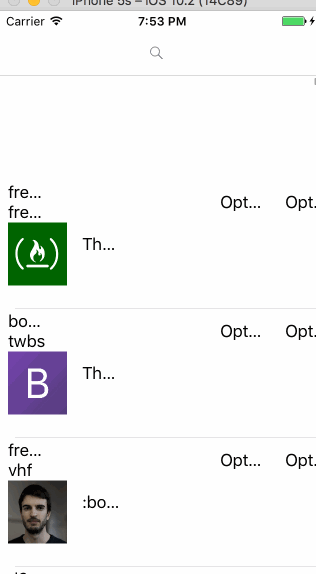 iPhone 5s – iOS 10.2 (14C89)
Carrier 7:53 PM
fre...
fre...
Opt... Opt.
Th...
bo...
twbs
Opt... Opt.
B
Th...
fre...
vhf
Opt... Opt.
:bo...